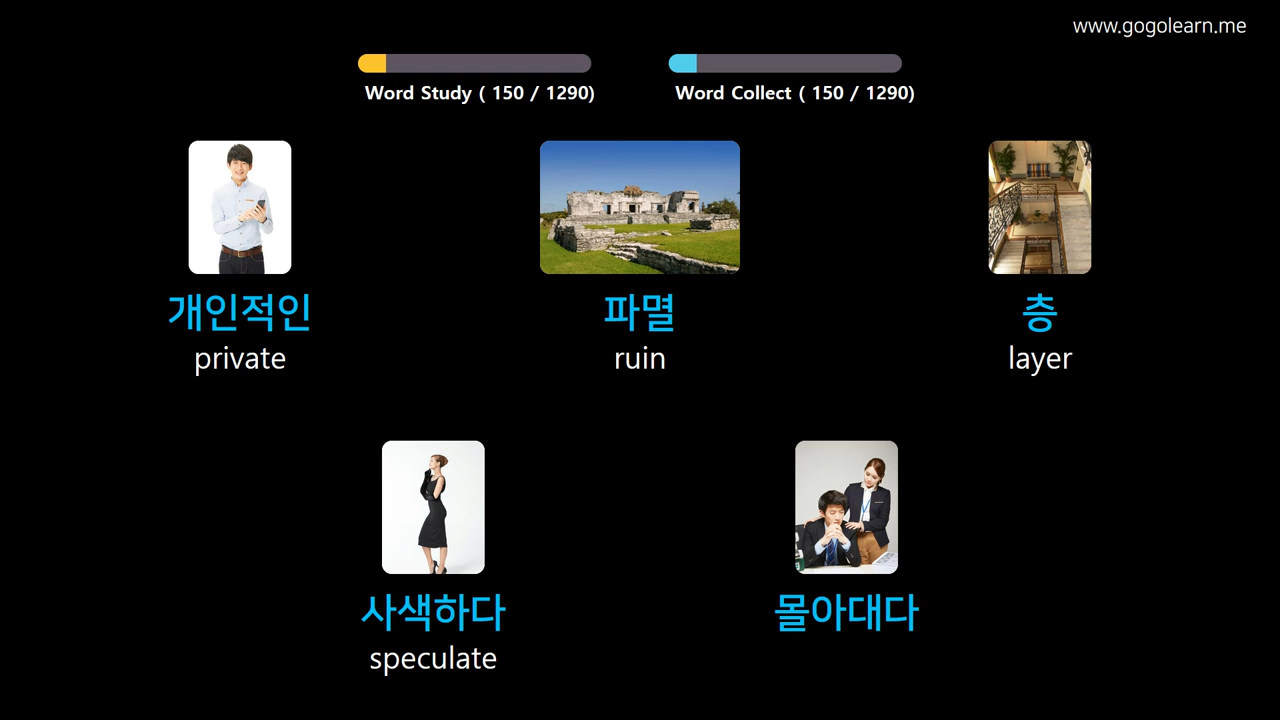 www.gogolearn.me
Word Study ( 150 / 1290)
Word Collect ( 150 / 1290)
개인적인
private
파멸
ruin
층
layer
사색하다
speculate
몰아대다